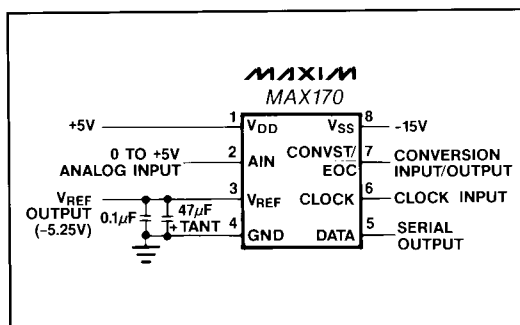 MAXIM
MAX170
+5V 1 VDD VSS 8 -15V
0 TO +5V
ANALOG INPUT 2 AIN CONVST/
EOC 7 CONVERSION
INPUT/OUTPUT
VREF
OUTPUT
(-5.25V) 3 VREF CLOCK 6 CLOCK INPUT
0.1µF 47µF
+ TANT 4 GND DATA 5 SERIAL
OUTPUT